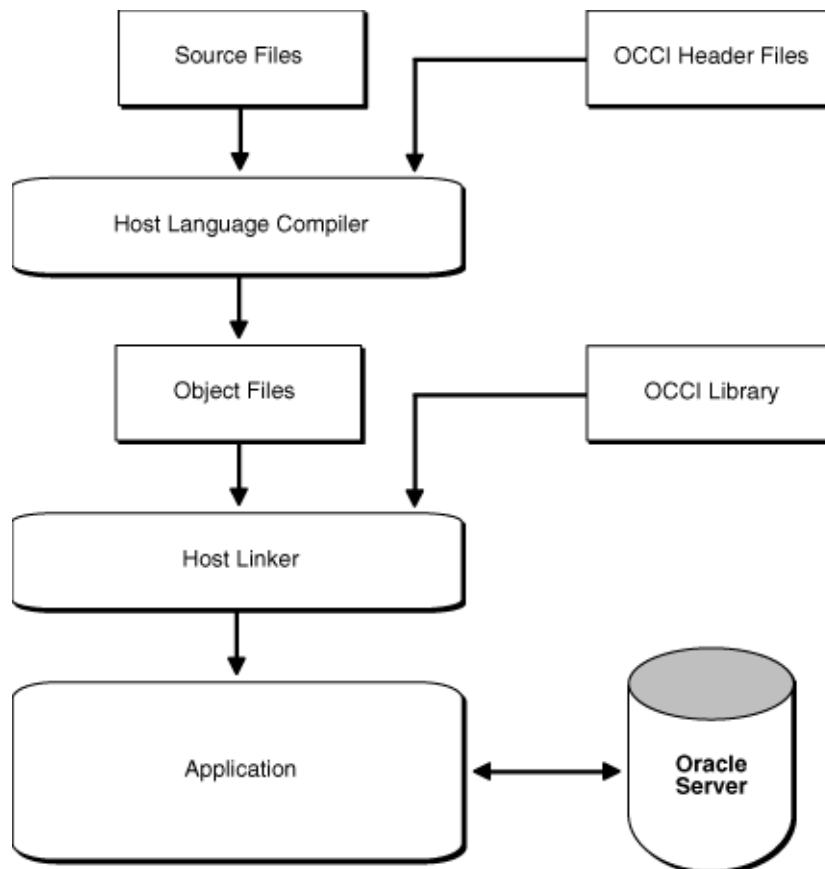 Source Files
OCCI Header Files
Host Language Compiler
Object Files
OCCI Library
Host Linker
Application
Oracle
Server